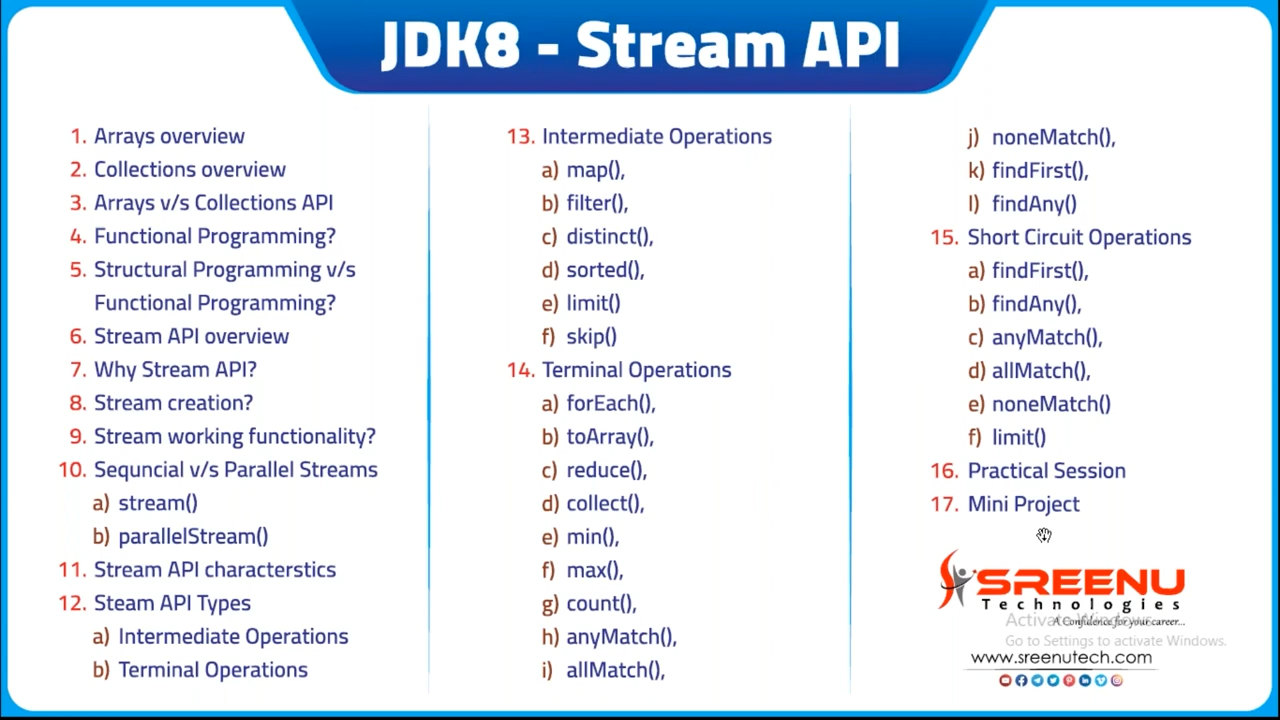 JDK8 - Stream API
1. Arrays overview
2. Collections overview
3. Arrays v/s Collections API
4. Functional Programming?
5. Structural Programming v/s
Functional Programming?
6. Stream API overview
7. Why Stream API?
8. Stream creation?
9. Stream working functionality?
10. Sequncial v/s Parallel Streams
a) stream()
b) parallelStream()
11. Stream API characterstics
12. Steam API Types
a) Intermediate Operations
b) Terminal Operations
13. Intermediate Operations
a) map(),
b) filter(),
c) distinct(),
d) sorted(),
e) limit()
f) skip()
14. Terminal Operations
a) forEach(),
b) toArray(),
c) reduce(),
d) collect(),
e) min(),
f) max(),
g) count(),
h) anyMatch(),
i) allMatch(),
j) noneMatch(),
k) findFirst(),
l) findAny()
15. Short Circuit Operations
a) findFirst(),
b) findAny(),
c) anyMatch(),
d) allMatch(),
e) noneMatch()
f) limit()
16. Practical Session
17. Mini Project
SREENU
Technologies
A Confidence for your career...
Activate Windows
Go to Settings to activate Windows.
www.sreenutech.com